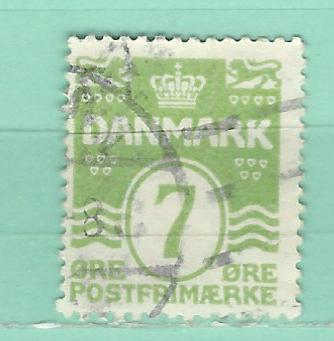 DANMARK
7
ØRE ØRE
POSTFRIMÆRKE